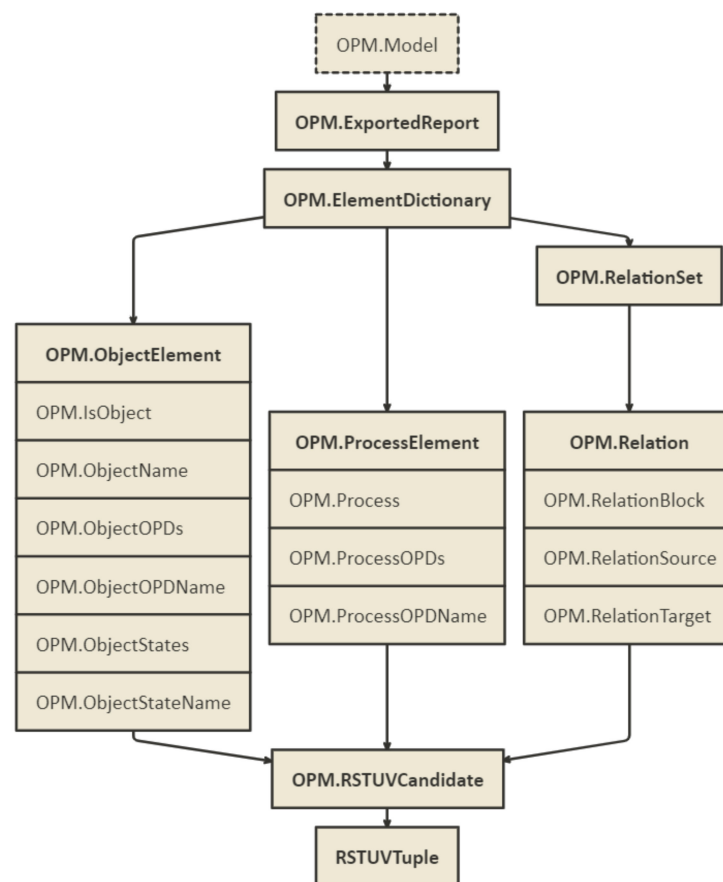 OPM.Model
OPM.ExportedReport
OPM.ElementDictionary
OPM.RelationSet
OPM.ObjectElement
OPM.IsObject
OPM.ObjectName
OPM.ObjectOPDs
OPM.ObjectOPDName
OPM.ObjectStates
OPM.ObjectStateName
OPM.ProcessElement
OPM.Process
OPM.ProcessOPDs
OPM.ProcessOPDName
OPM.Relation
OPM.RelationBlock
OPM.RelationSource
OPM.RelationTarget
OPM.RSTUVCandidate
RSTUVTuple